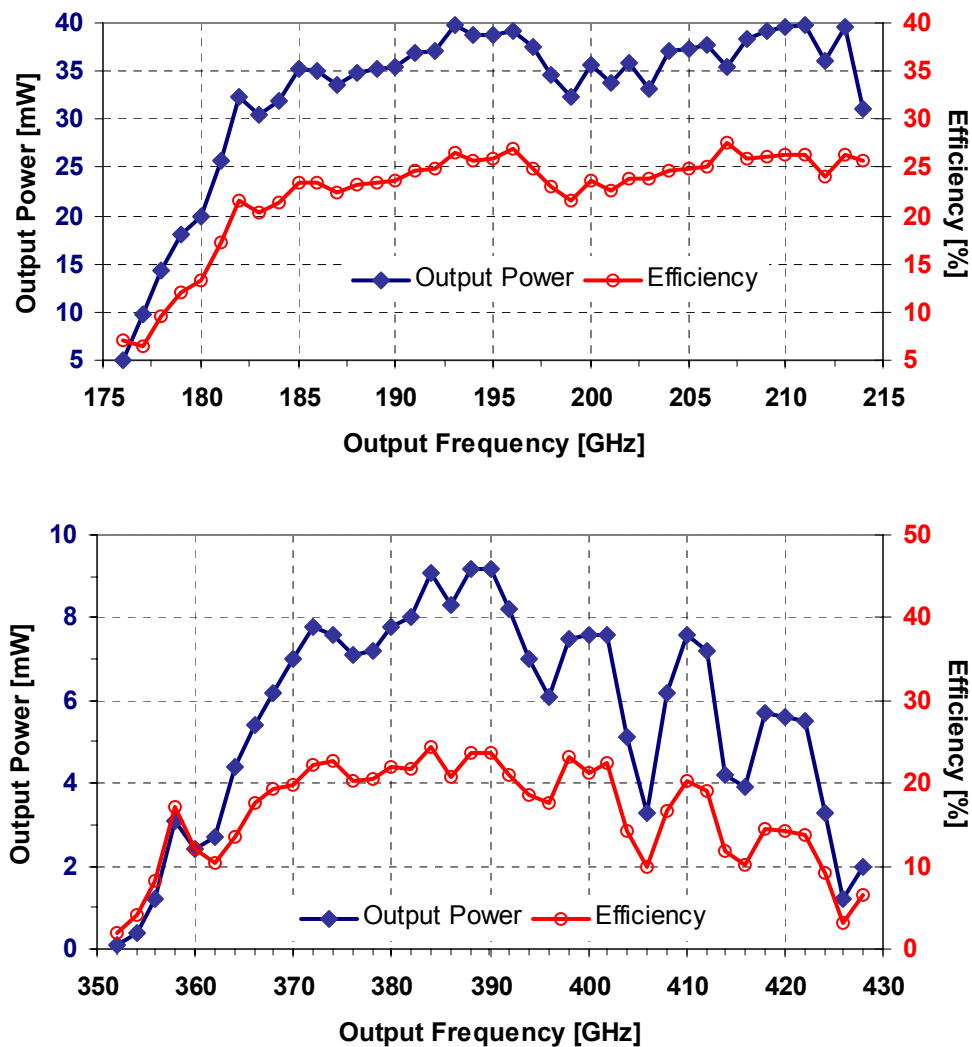 40
35
30
25
20
15
10
5
Output Power [mW]
40
35
30
25
20
15
10
5
Efficiency [%]
Output Power
Efficiency
175 180 185 190 195 200 205 210 215
Output Frequency [GHz]
10
8
6
4
2
0
Output Power [mW]
50
40
30
20
10
0
Efficiency [%]
Output Power
Efficiency
350 360 370 380 390 400 410 420 430
Output Frequency [GHz]